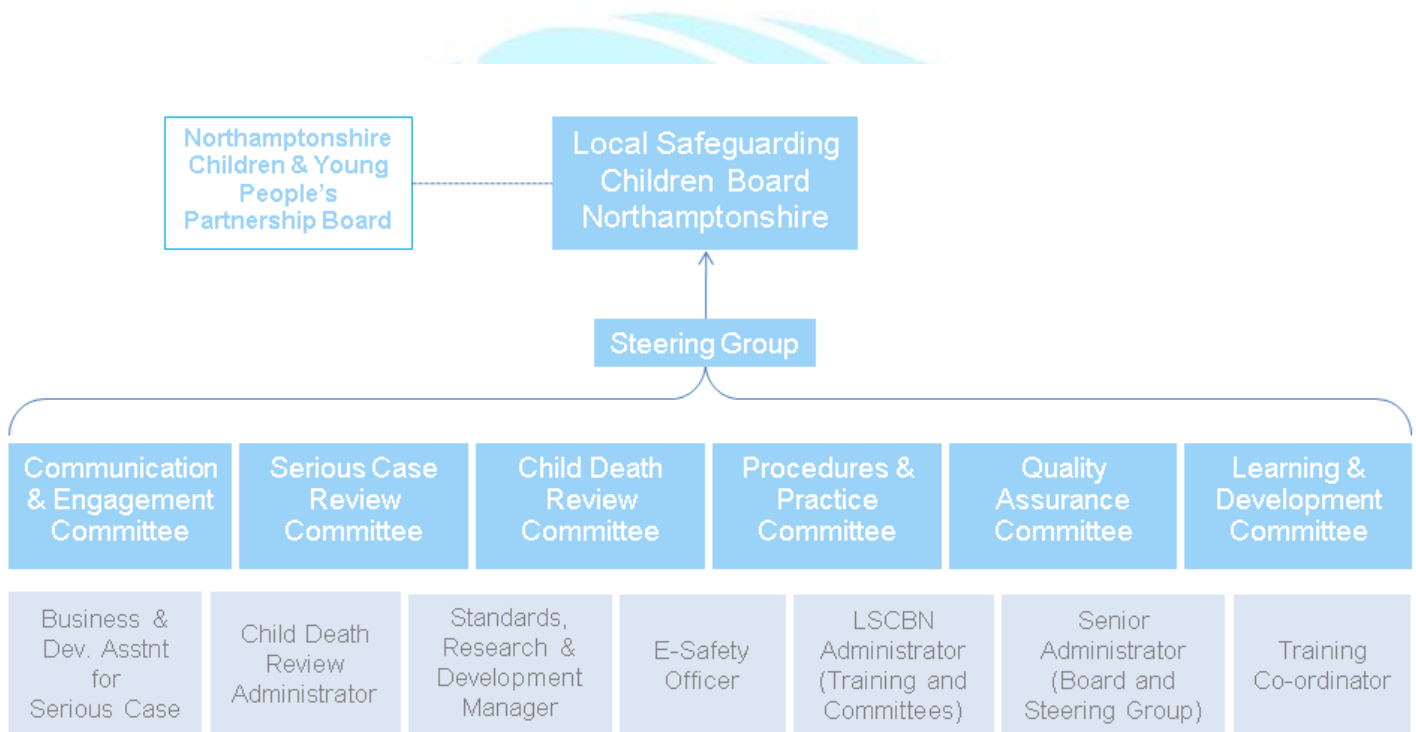 Northamptonshire
Children & Young
People's
Partnership Board
Local Safeguarding
Children Board
Northamptonshire
Steering Group
Communication
& Engagement
Committee
Serious Case
Review
Committee
Child Death
Review
Committee
Procedures &
Practice
Committee
Quality
Assurance
Committee
Learning &
Development
Committee
Business &
Dev. Asstnt
for
Serious Case
Child Death
Review
Administrator
Standards,
Research &
Development
Manager
E-Safety
Officer
LSCBN
Administrator
(Training and
Committees)
Senior
Administrator
(Board and
Steering Group)
Training
Co-ordinator